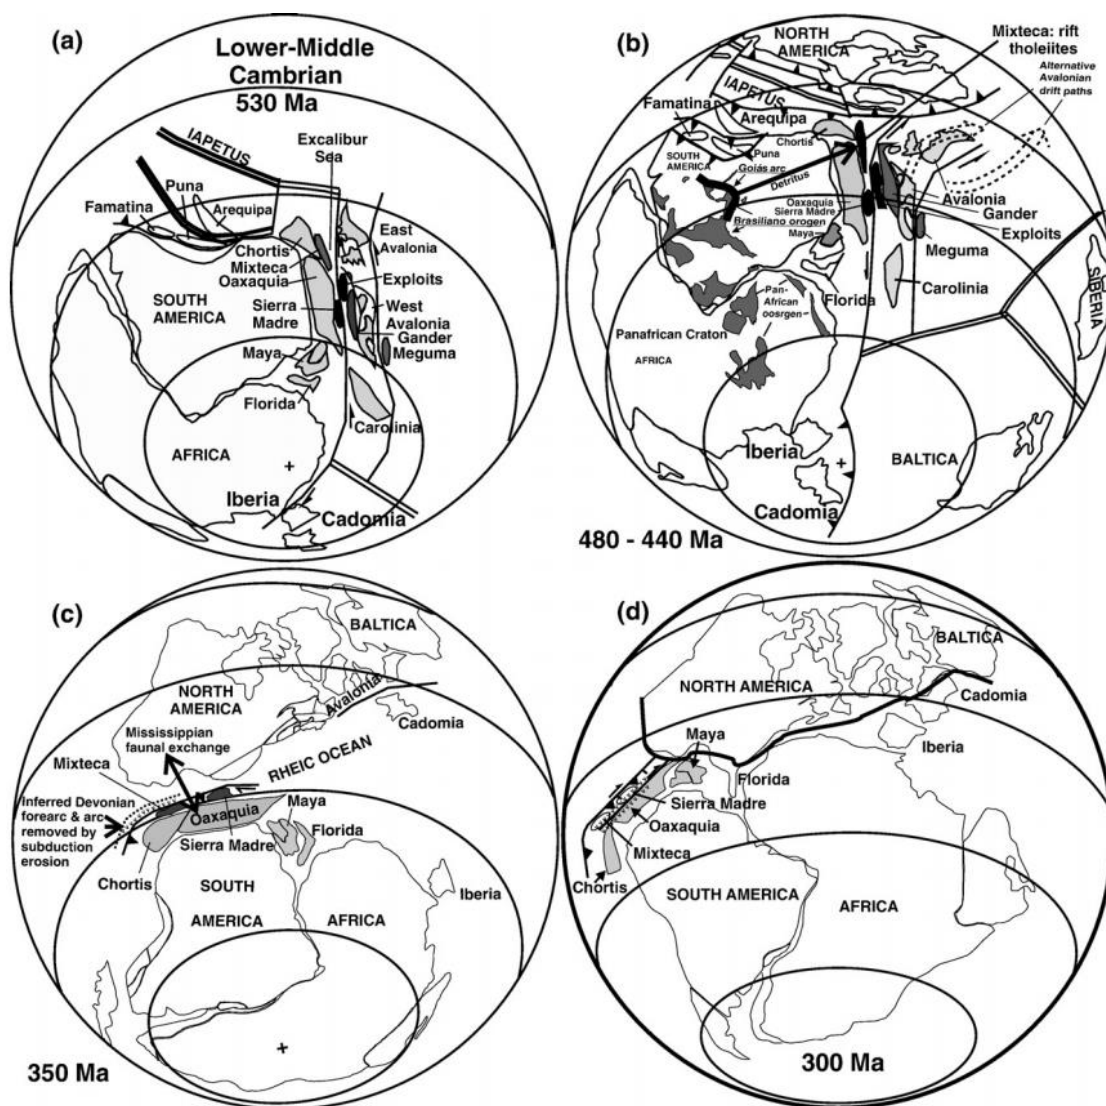 (a)
Lower-Middle
Cambrian
530 Ma
IAPETUS
Excalibur
Sea
Puna
Famatina
Arequipa
East
Avalonia
Chortis
Mixteca
Oaxaquia
Exploits
SOUTH
AMERICA
Sierra
Madre
West
Avalonia
Gander
Meguma
Maya
Florida
Carolinia
AFRICA
Iberia
Cadomia
(b)
NORTH
AMERICA
Mixteca: rift
tholeiites
Alternative
Avalonian
drift paths
IAPETUS
Famatina
Arequipa
Chortis
SOUTH
AMERICA
Puna
Goiás arc
Detritus
Oaxaquia
Sierra Madre
Brasiliano orogen
Maya
Avalonia
Gander
Exploits
Meguma
Florida
Carolinia
SIBERIA
Pan-
African
oosrgen
Panafrican Craton
AFRICA
Iberia
BALTICA
Cadomia
480 - 440 Ma
(c)
BALTICA
NORTH
AMERICA
Avalonia
Cadomia
Mississippian
faunal exchange
RHEIC OCEAN
Mixteca
Inferred Devonian
forearc & arc
removed by
subduction
erosion
Oaxaquia
Maya
Florida
Sierra Madre
Chortis
SOUTH
AMERICA
AFRICA
Iberia
350 Ma
(d)
BALTICA
NORTH AMERICA
Cadomia
Maya
Iberia
Florida
Sierra Madre
Oaxaquia
Mixteca
Chortis
SOUTH AMERICA
AFRICA
300 Ma